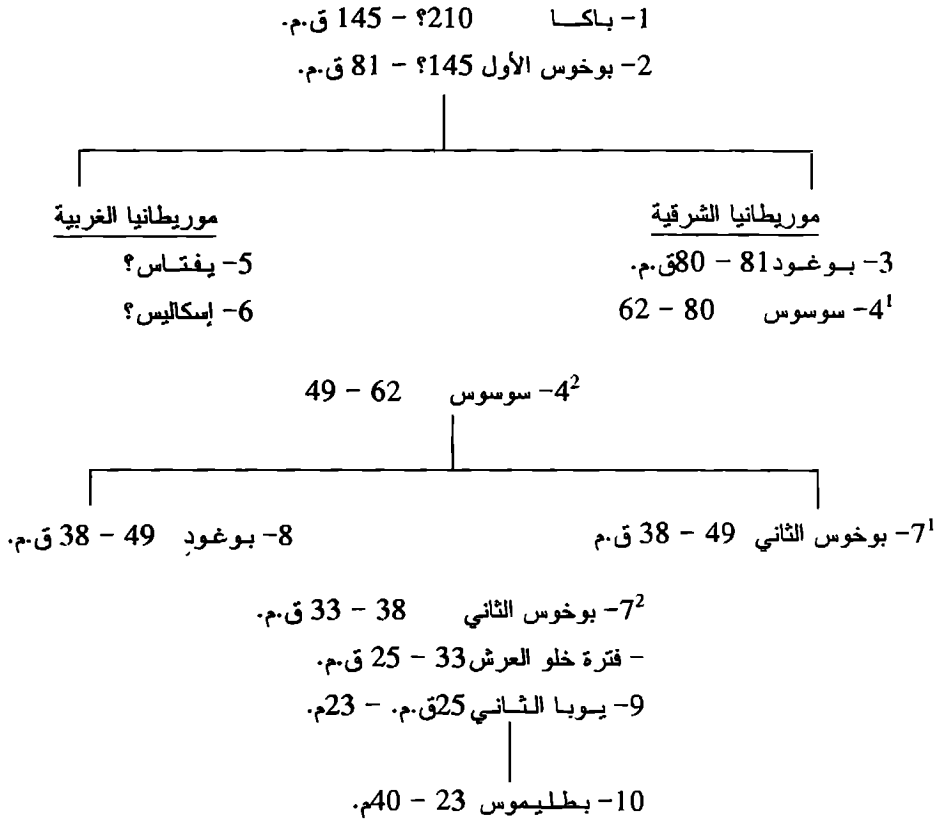 1- باكا 210؟ - 145 ق.م.
2- بوخوس الأول 145؟ - 81 ق.م.
موريطانيا الشرقية
موريطانيا الغربية
3- بوغود 81 - 80 ق.م.
5- يفتاس؟
4¹- سوسوس 80 - 62
6- إسكاليس؟
4²- سوسوس 62 - 49
7¹- بوخوس الثاني 49 - 38 ق.م
8- بوغود 49 - 38 ق.م.
7²- بوخوس الثاني 38 - 33 ق.م.
- فترة خلو العرش 33 - 25 ق.م.
9- يوبا الثاني 25 ق.م. - 23م.
10- بطليموس 23 - 40م.